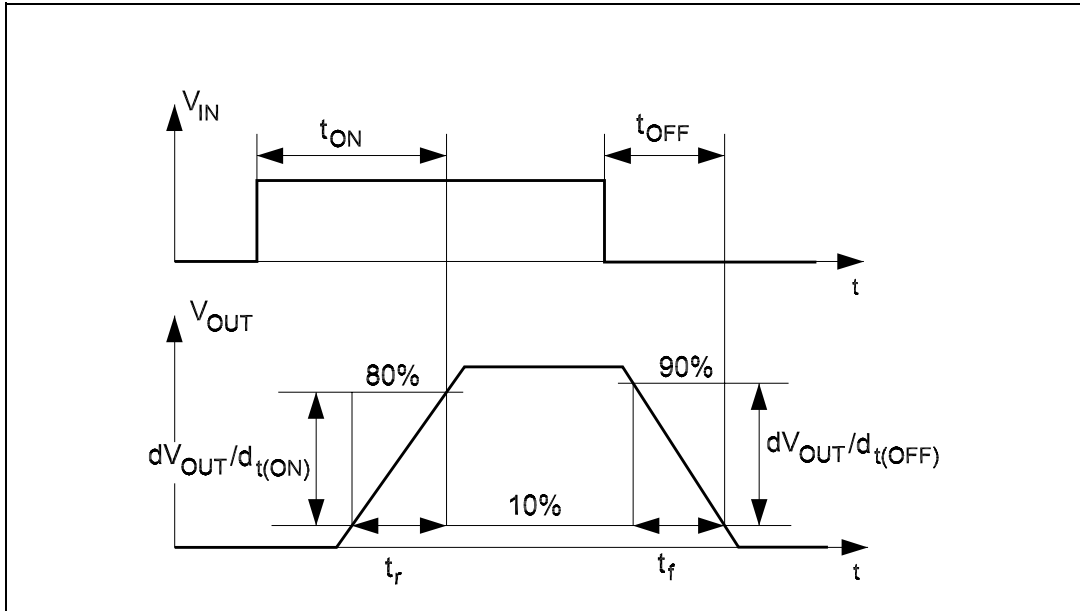 V_IN
t_ON
t_OFF
t
V_OUT
80%
90%
dV_OUT/d_t(ON)
dV_OUT/d_t(OFF)
10%
t_r
t_f
t